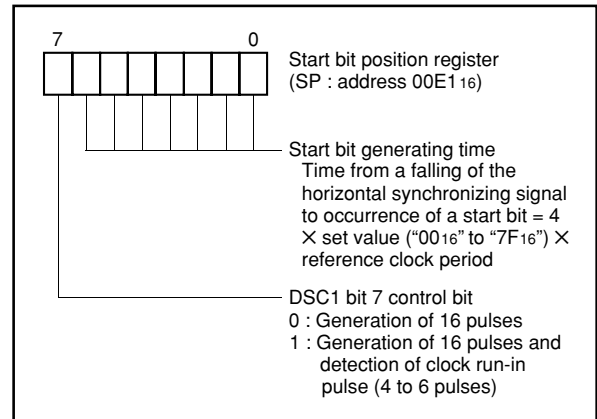 7 0
Start bit position register
(SP : address 00E116)
Start bit generating time
Time from a falling of the
horizontal synchronizing signal
to occurrence of a start bit = 4
× set value (“0016” to “7F16”) ×
reference clock period
DSC1 bit 7 control bit
0 : Generation of 16 pulses
1 : Generation of 16 pulses and
detection of clock run-in
pulse (4 to 6 pulses)